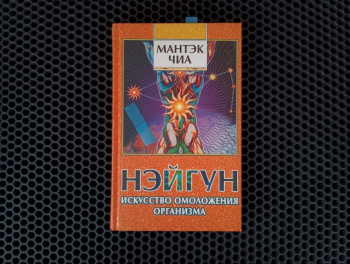 МАНТЭК
ЧИА
НЭЙГУН
ИСКУССТВО ОМОЛОЖЕНИЯ
ОРГАНИЗМА